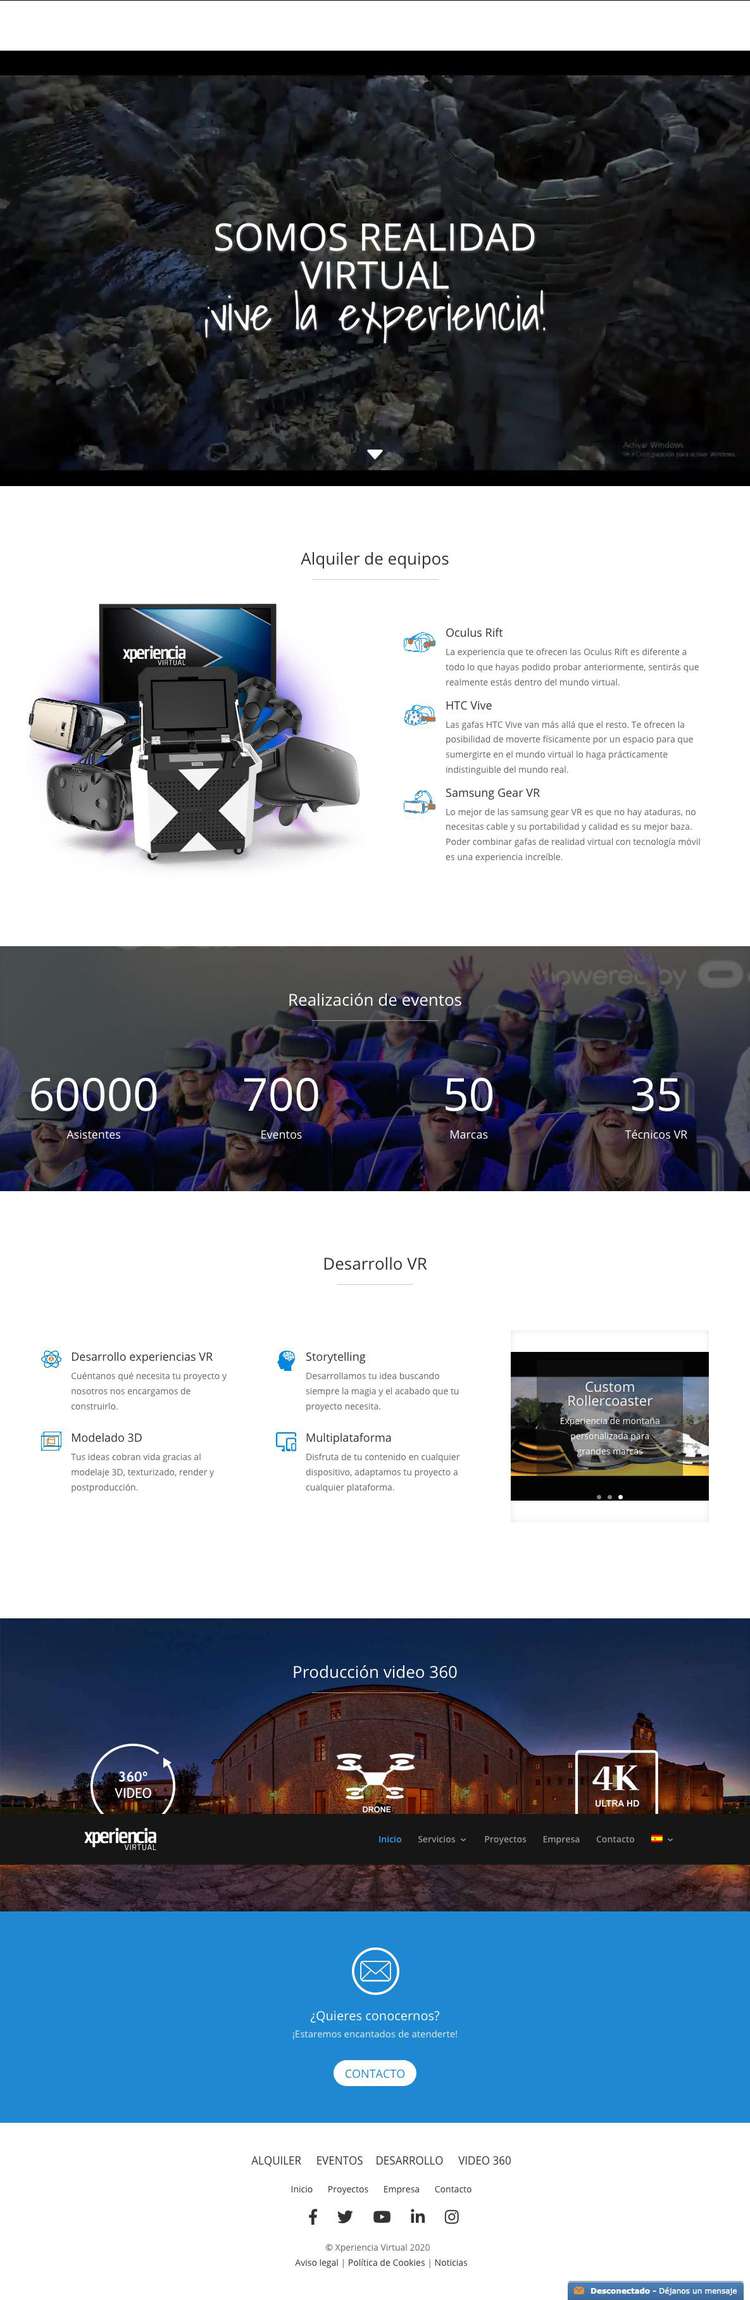 SOMOS REALIDAD
VIRTUAL
¡vive la experiencia!
Activar Windows
Alquiler de equipos
xperiencia
VIRTUAL
Oculus Rift
La experiencia que te ofrecen las Oculus Rift es diferente a
todo lo que hayas podido probar anteriormente, sentirás que
realmente estás dentro del mundo virtual.
HTC Vive
Las gafas HTC Vive van más allá que el resto. Te ofrecen la
posibilidad de moverte físicamente por un espacio para que
sumergirte en el mundo virtual lo haga prácticamente
indistinguible del mundo real.
Samsung Gear VR
Lo mejor de las samsung gear VR es que no hay ataduras, no
necesitas cable y su portabilidad y calidad es su mejor baza.
Poder combinar gafas de realidad virtual con tecnología móvil
es una experiencia increíble.
powered by
Realización de eventos
60000
Asistentes
700
Eventos
50
Marcas
35
Técnicos VR
Desarrollo VR
Desarrollo experiencias VR
Cuéntanos qué necesita tu proyecto y
nosotros nos encargamos de
construirlo.
Storytelling
Desarrollamos tu idea buscando
siempre la magia y el acabado que tu
proyecto necesita.
Modelado 3D
Tus ideas cobran vida gracias al
modelaje 3D, texturizado, render y
postproducción.
Multiplataforma
Disfruta de tu contenido en cualquier
dispositivo, adaptamos tu proyecto a
cualquier plataforma.
Custom
Rollercoaster
Experiencia de montaña
personalizada para
grandes marcas
Producción video 360
360º
VIDEO
DRONE
4K
ULTRA HD
xperiencia
VIRTUAL
Inicio Servicios Proyectos Empresa Contacto
¿Quieres conocernos?
¡Estaremos encantados de atenderte!
CONTACTO
ALQUILER EVENTOS DESARROLLO VIDEO 360
Inicio Proyectos Empresa Contacto
© Xperiencia Virtual 2020
Aviso legal | Política de Cookies | Noticias
Desconectado – Déjanos un mensaje